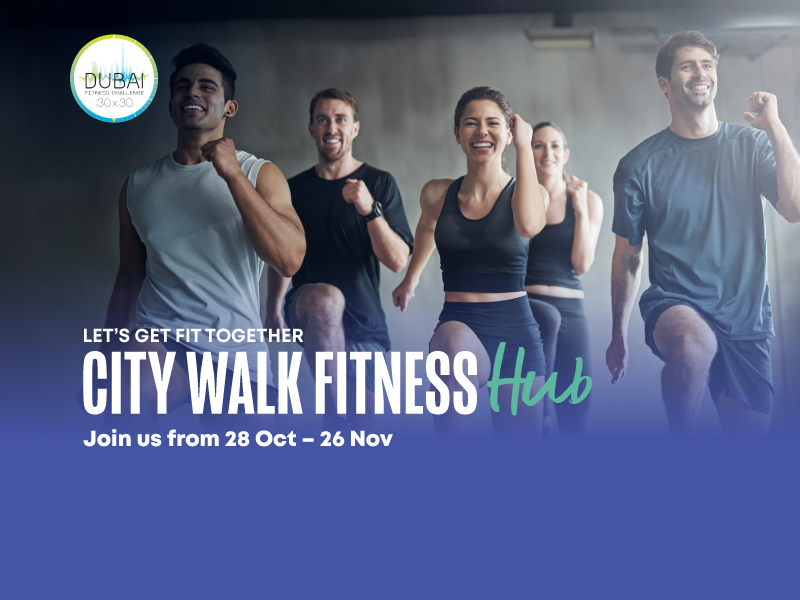 DUBAI
FITNESS CHALLENGE
30x30
LET'S GET FIT TOGETHER
CITY WALK FITNESS Hub
Join us from 28 Oct – 26 Nov